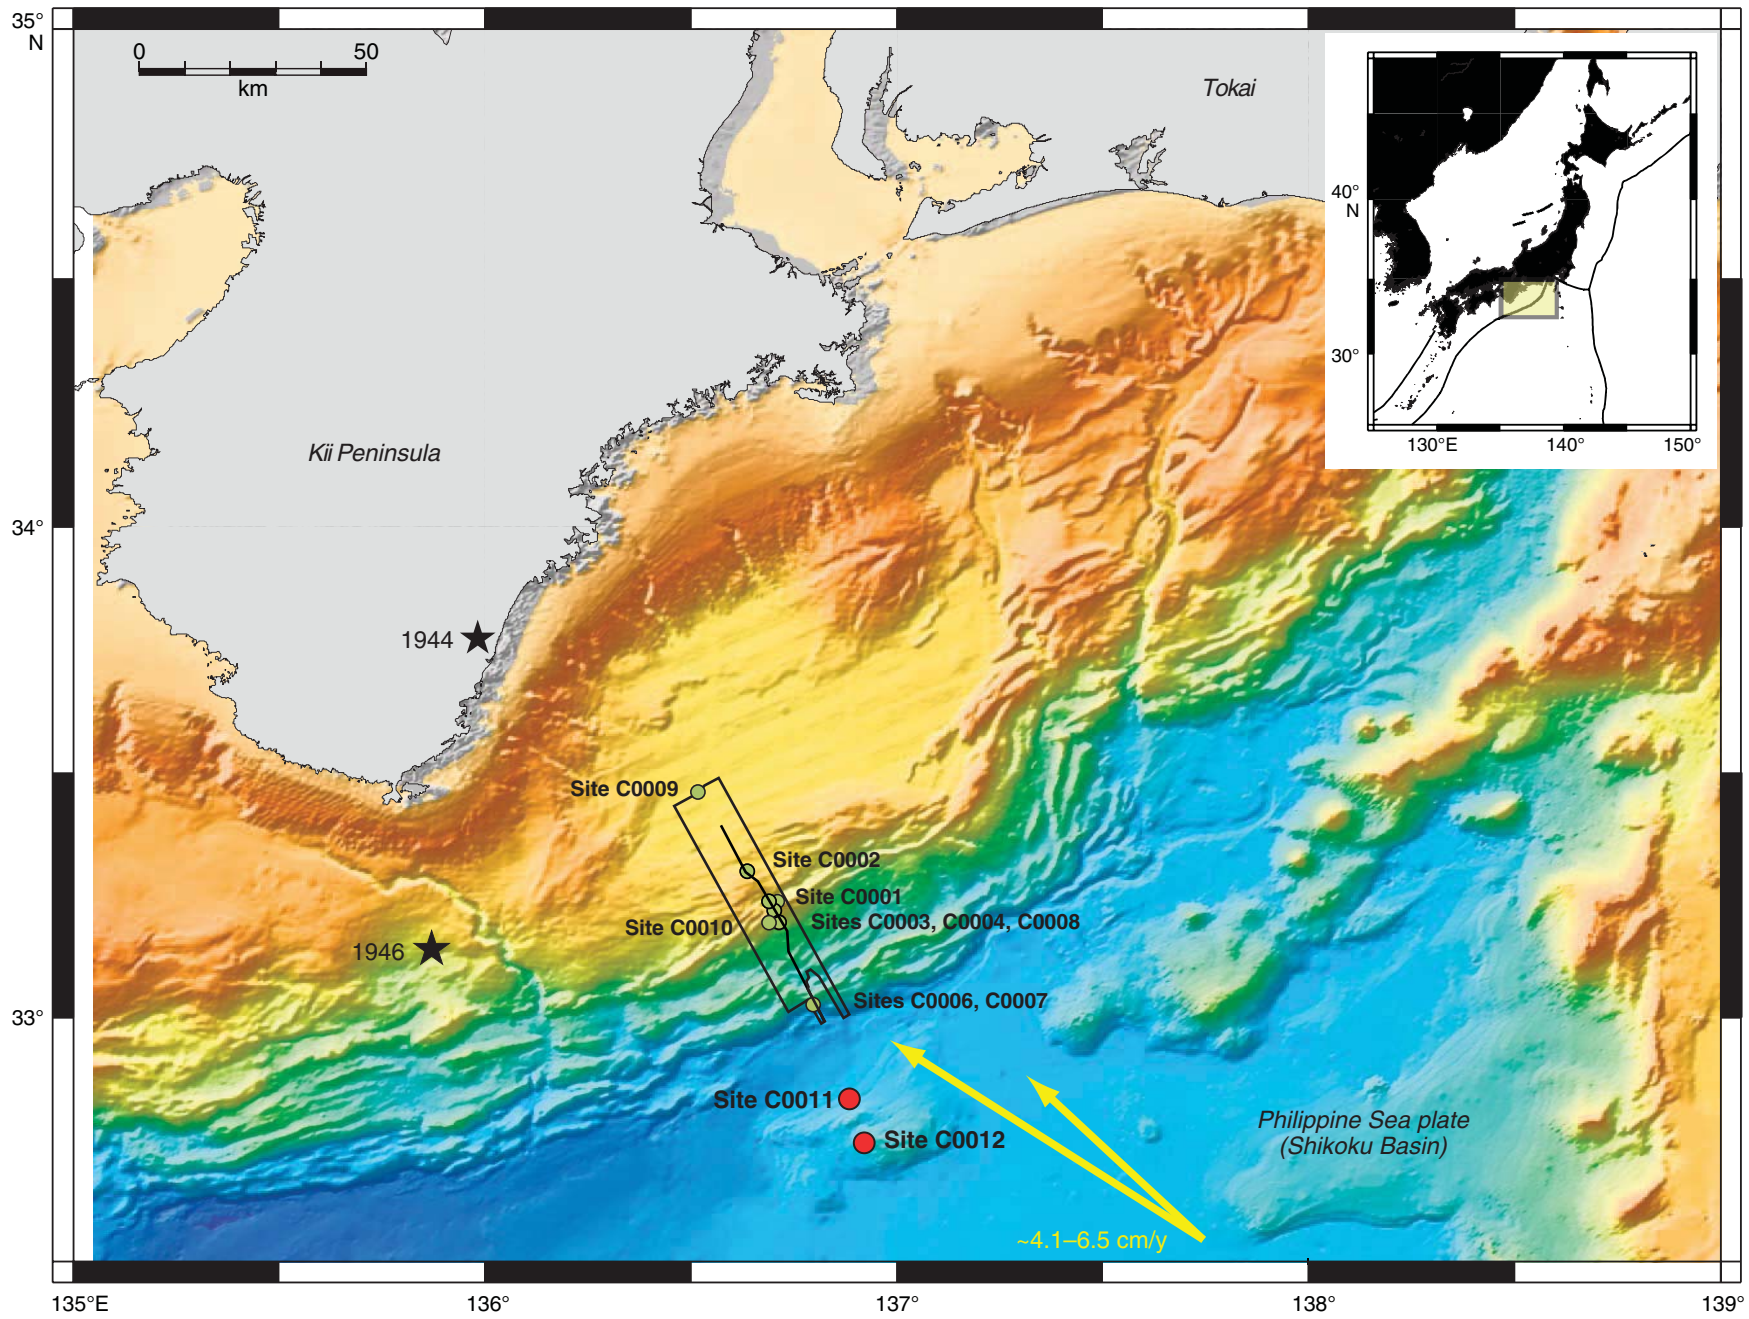 35°
N
0
50
km
Tokai
40°
N
30°
130°E
140°
150°
Kii Peninsula
34°
1944
Site C0009
Site C0002
Site C0001
Sites C0003, C0004, C0008
Site C0010
1946
Sites C0006, C0007
33°
Site C0011
Site C0012
Philippine Sea plate
(Shikoku Basin)
~4.1–6.5 cm/y
135°E
136°
137°
138°
139°